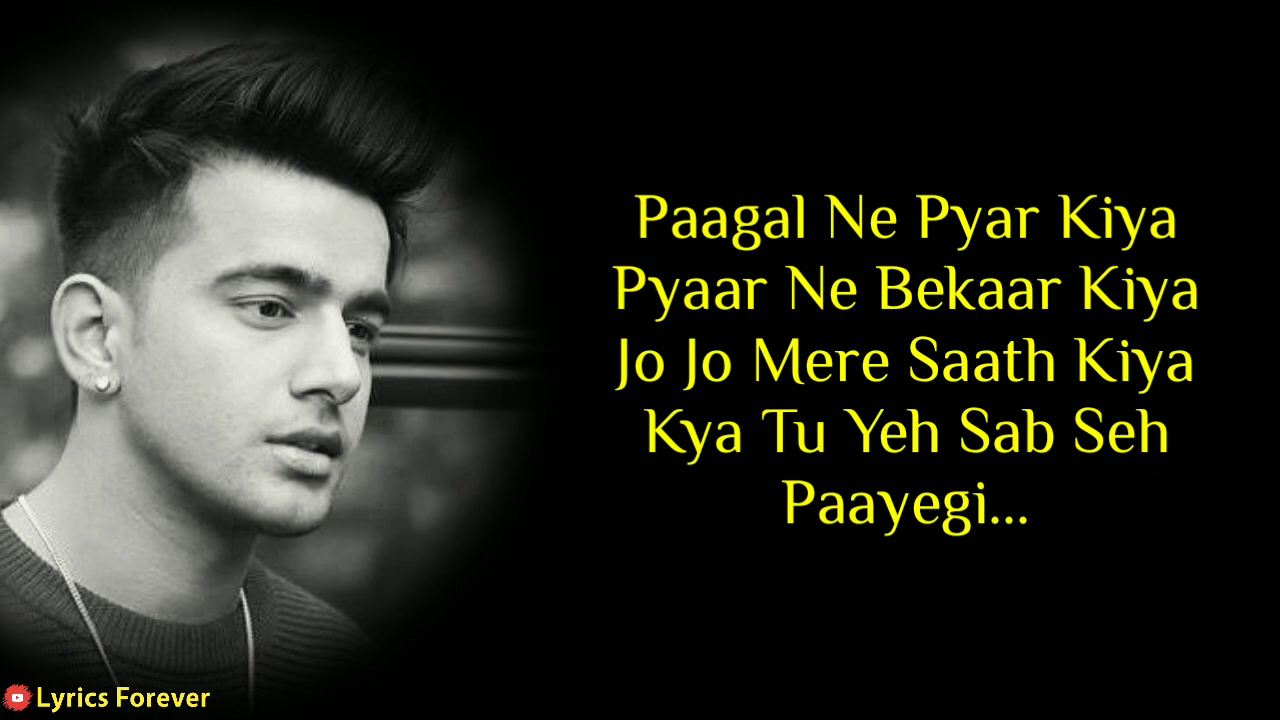 Paagal Ne Pyar Kiya
Pyaar Ne Bekaar Kiya
Jo Jo Mere Saath Kiya
Kya Tu Yeh Sab Seh
Paayegi...
Lyrics Forever